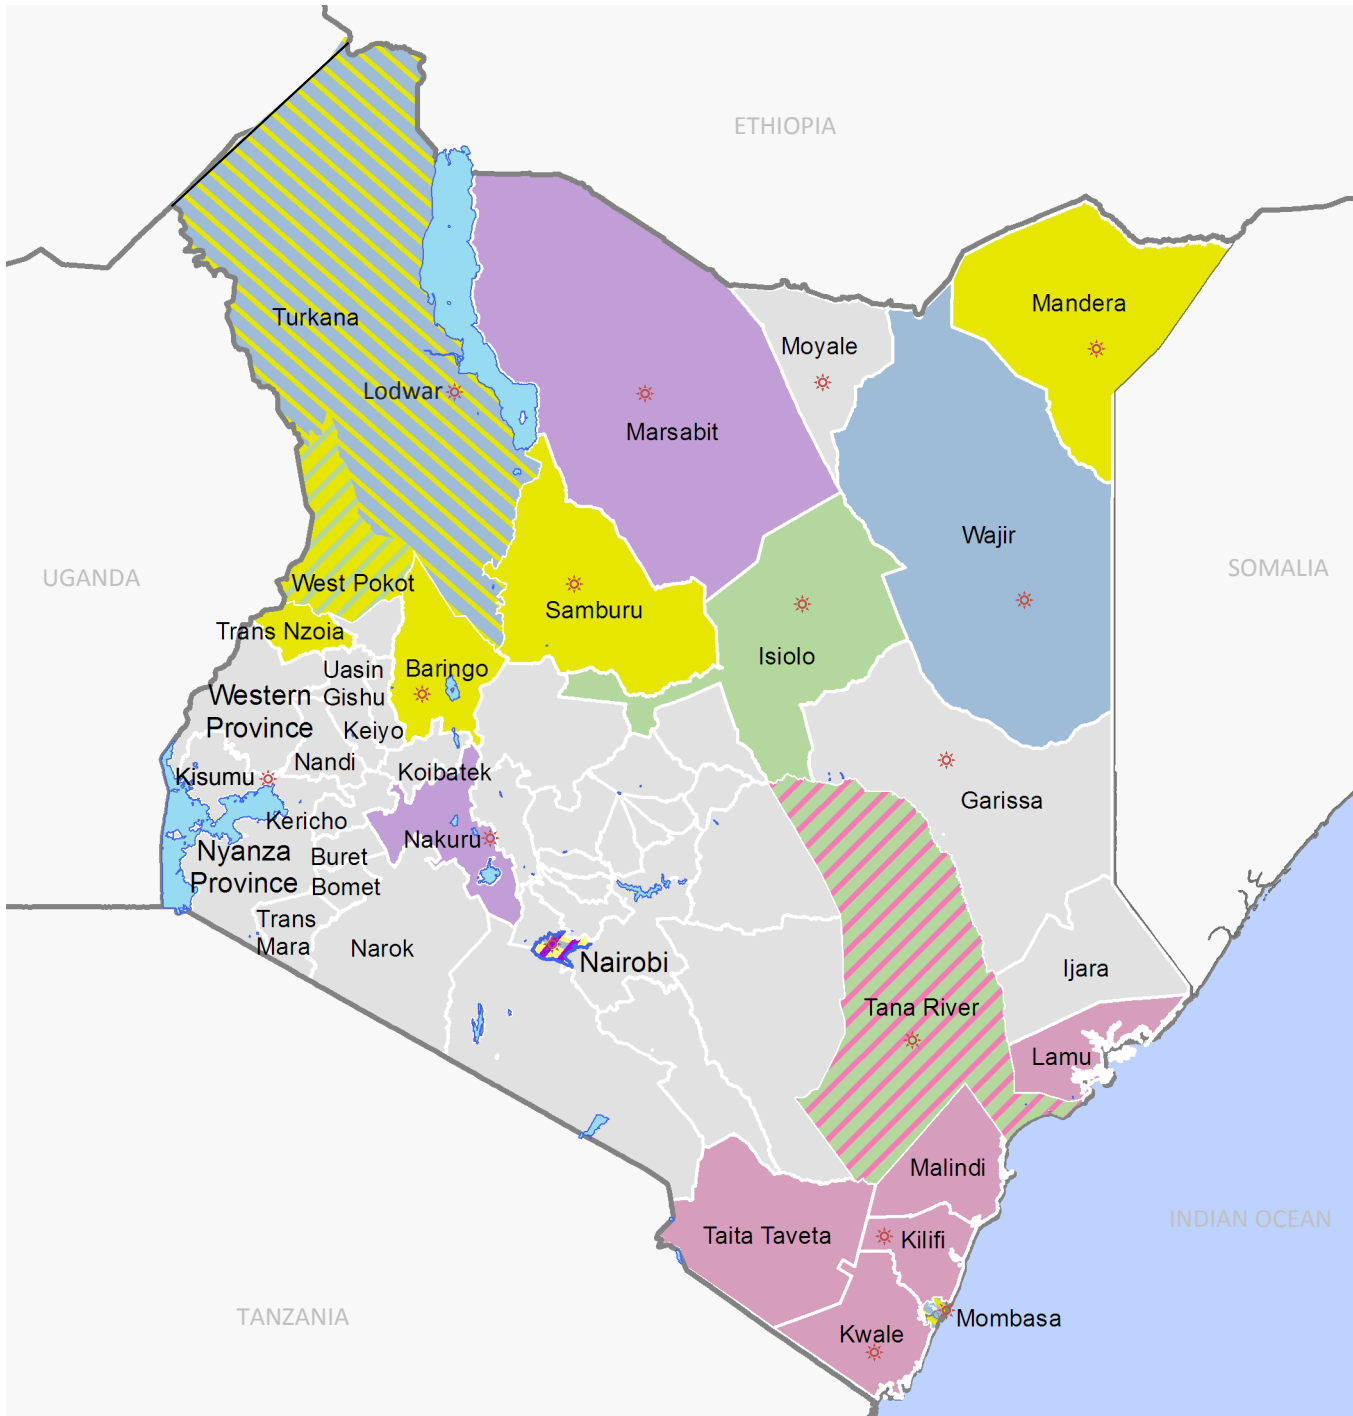 ETHIOPIA
Mandera
Turkana
Moyale
Lodwar
Marsabit
Wajir
SOMALIA
UGANDA
West Pokot
Samburu
Trans Nzoia
Isiolo
Baringo
Uasin
Gishu
Western
Province
Keiyo
Nandi
Koibatek
Kisumu
Garissa
Kericho
Nakuru
Nyanza
Province
Buret
Bomet
Trans
Mara
Narok
Nairobi
Ijara
Tana River
Lamu
Malindi
INDIAN OCEAN
Taita Taveta
Kilifi
TANZANIA
Mombasa
Kwale